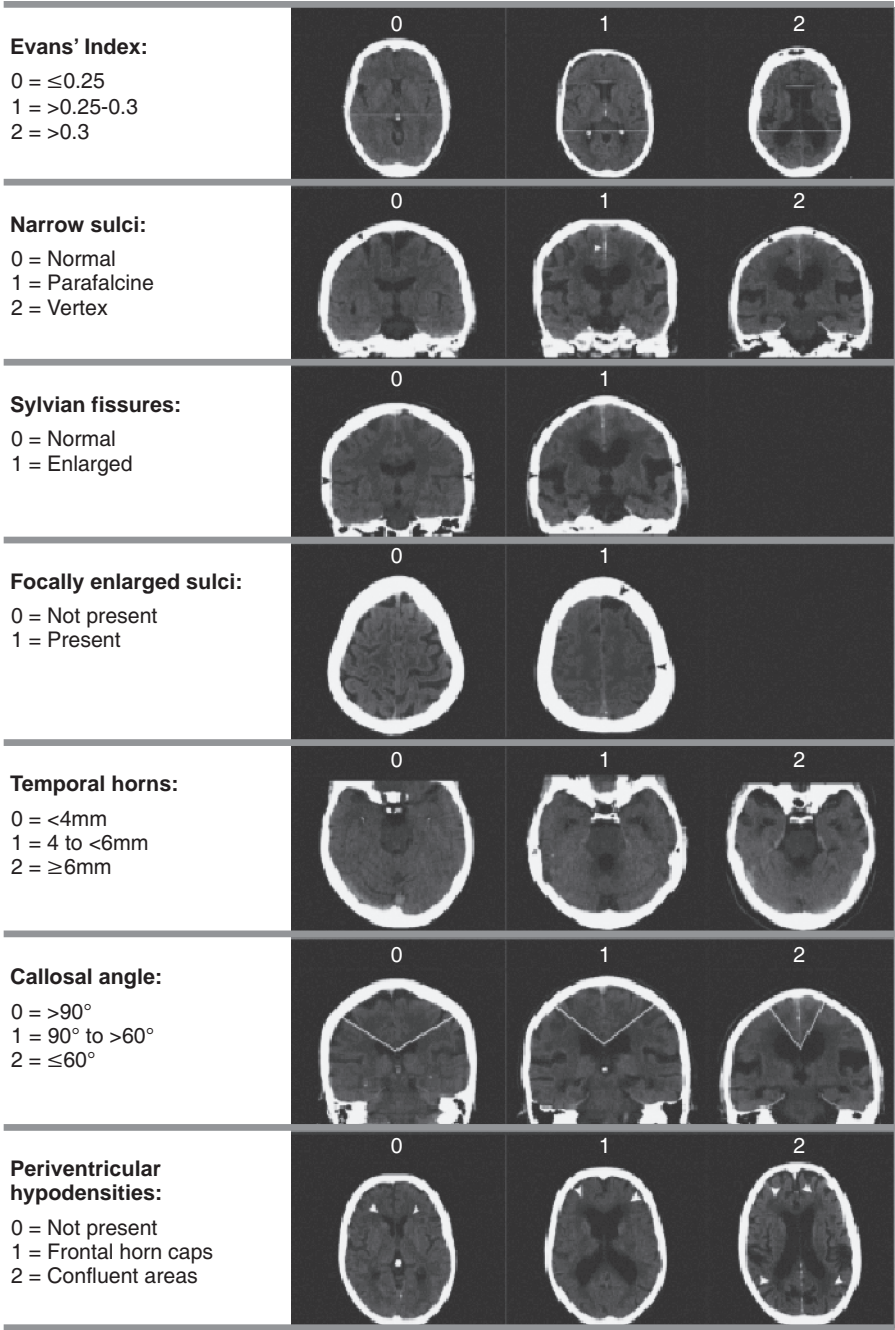 0 1 2
Evans’ Index:
0 = ≤0.25
1 = >0.25-0.3
2 = >0.3
0 1 2
Narrow sulci:
0 = Normal
1 = Parafalcine
2 = Vertex
0 1
Sylvian fissures:
0 = Normal
1 = Enlarged
0 1
Focally enlarged sulci:
0 = Not present
1 = Present
0 1 2
Temporal horns:
0 = <4mm
1 = 4 to <6mm
2 = ≥6mm
0 1 2
Callosal angle:
0 = >90°
1 = 90° to >60°
2 = ≤60°
0 1 2
Periventricular
hypodensities:
0 = Not present
1 = Frontal horn caps
2 = Confluent areas